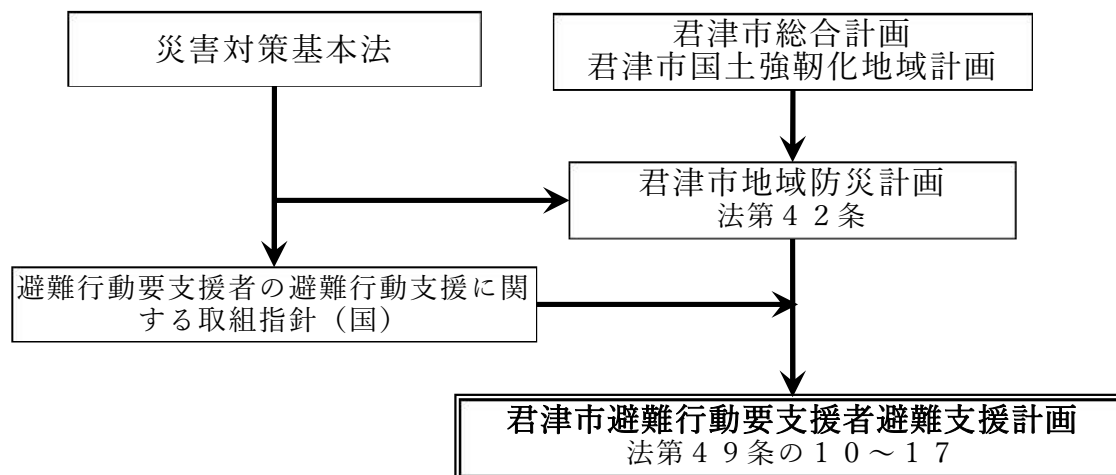 災害対策基本法
君津市総合計画
君津市国土強靭化地域計画
君津市地域防災計画
法第４２条
避難行動要支援者の避難行動支援に関
する取組指針（国）
君津市避難行動要支援者避難支援計画
法第４９条の１０～１７